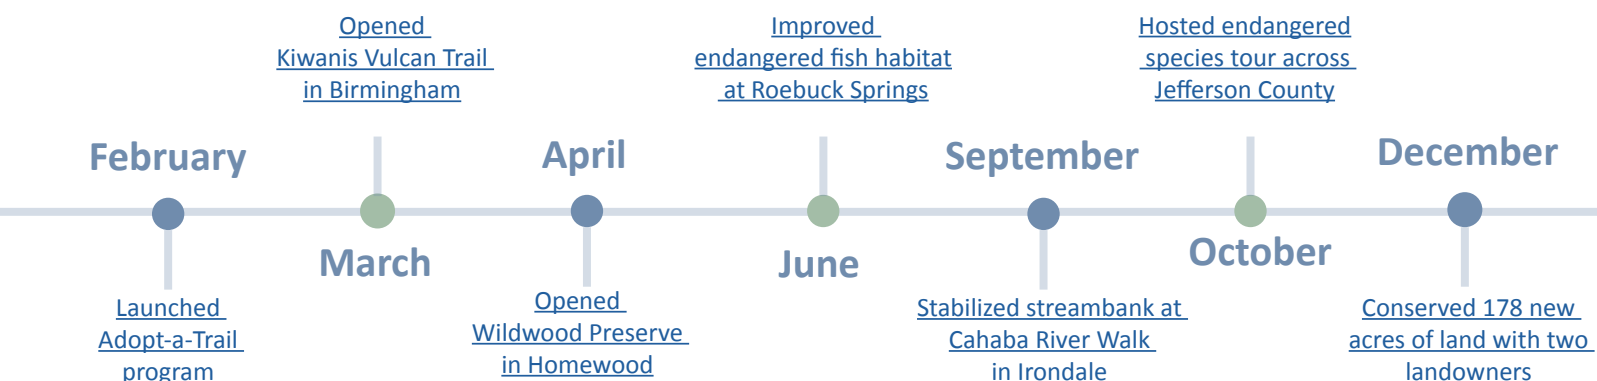 February
Launched
Adopt-a-Trail
program
Opened
Kiwanis Vulcan Trail
in Birmingham
March
April
Opened
Wildwood Preserve
in Homewood
Improved
endangered fish habitat
at Roebuck Springs
June
September
Stabilized streambank at
Cahaba River Walk
in Irondale
Hosted endangered
species tour across
Jefferson County
October
December
Conserved 178 new
acres of land with two
landowners